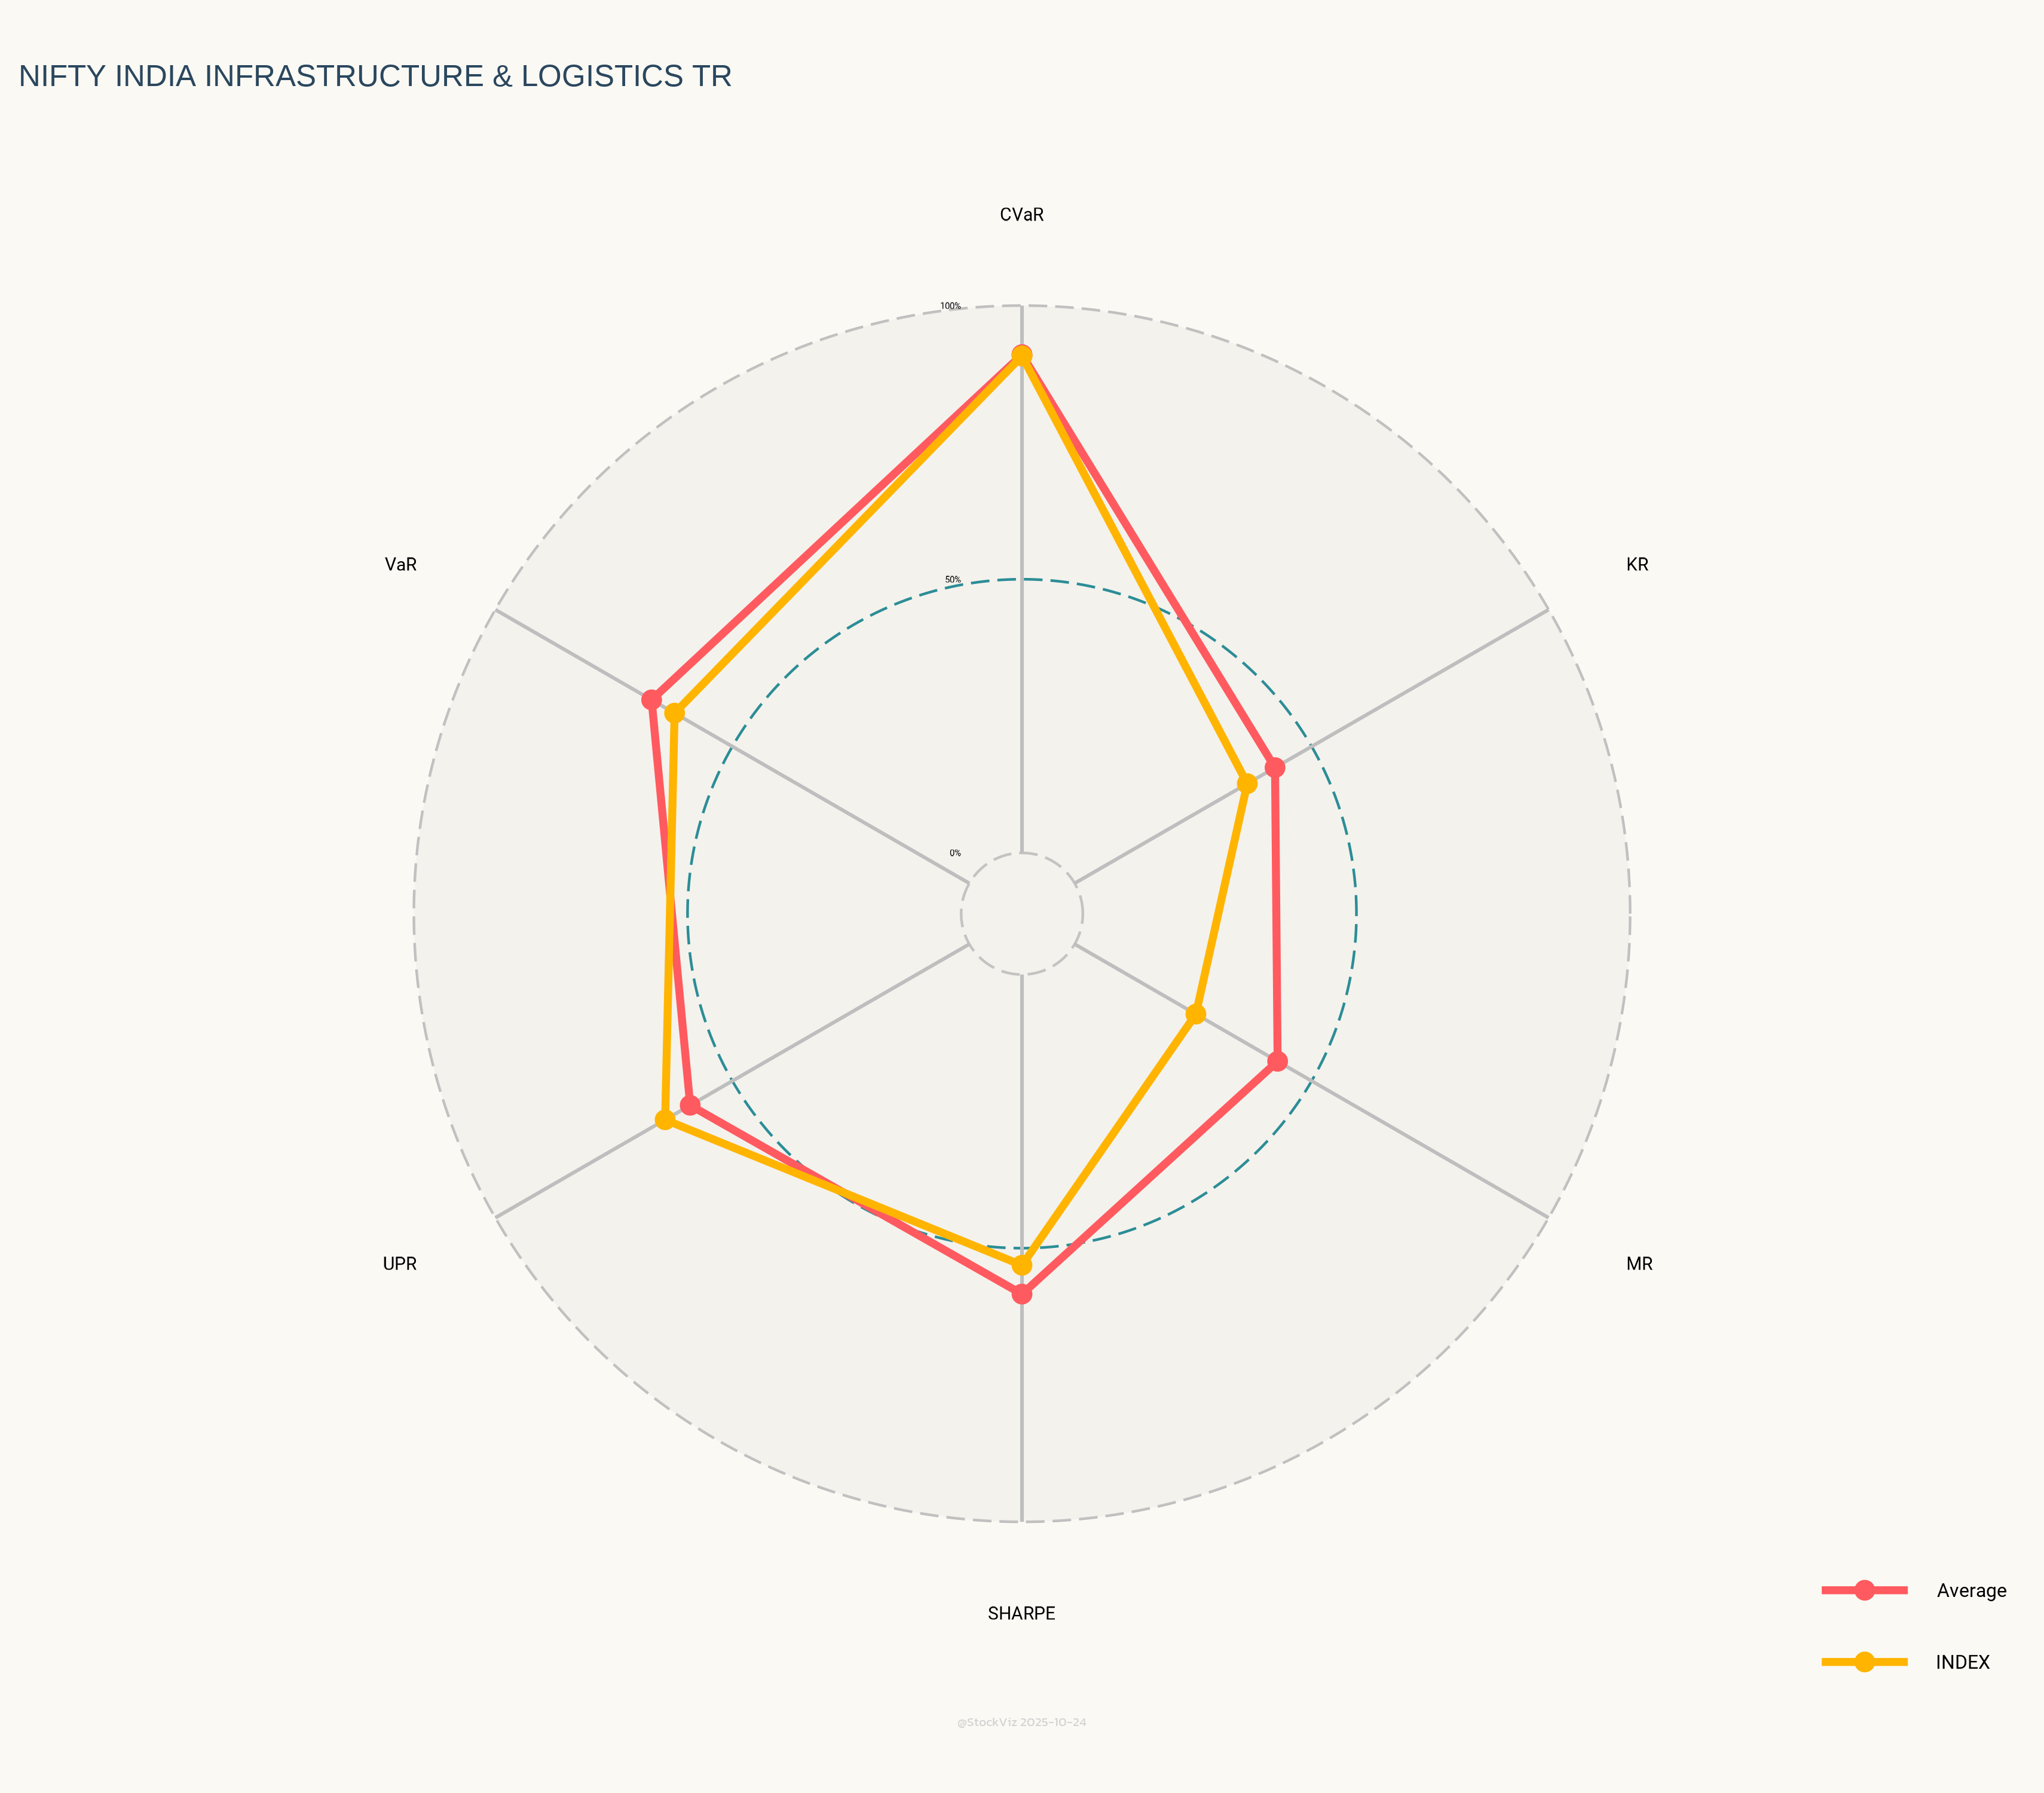 NIFTY INDIA INFRASTRUCTURE & LOGISTICS TR
CVaR
100%
VaR
KR
50%
0%
UPR
MR
SHARPE
Average
INDEX
@StockViz 2025-10-24